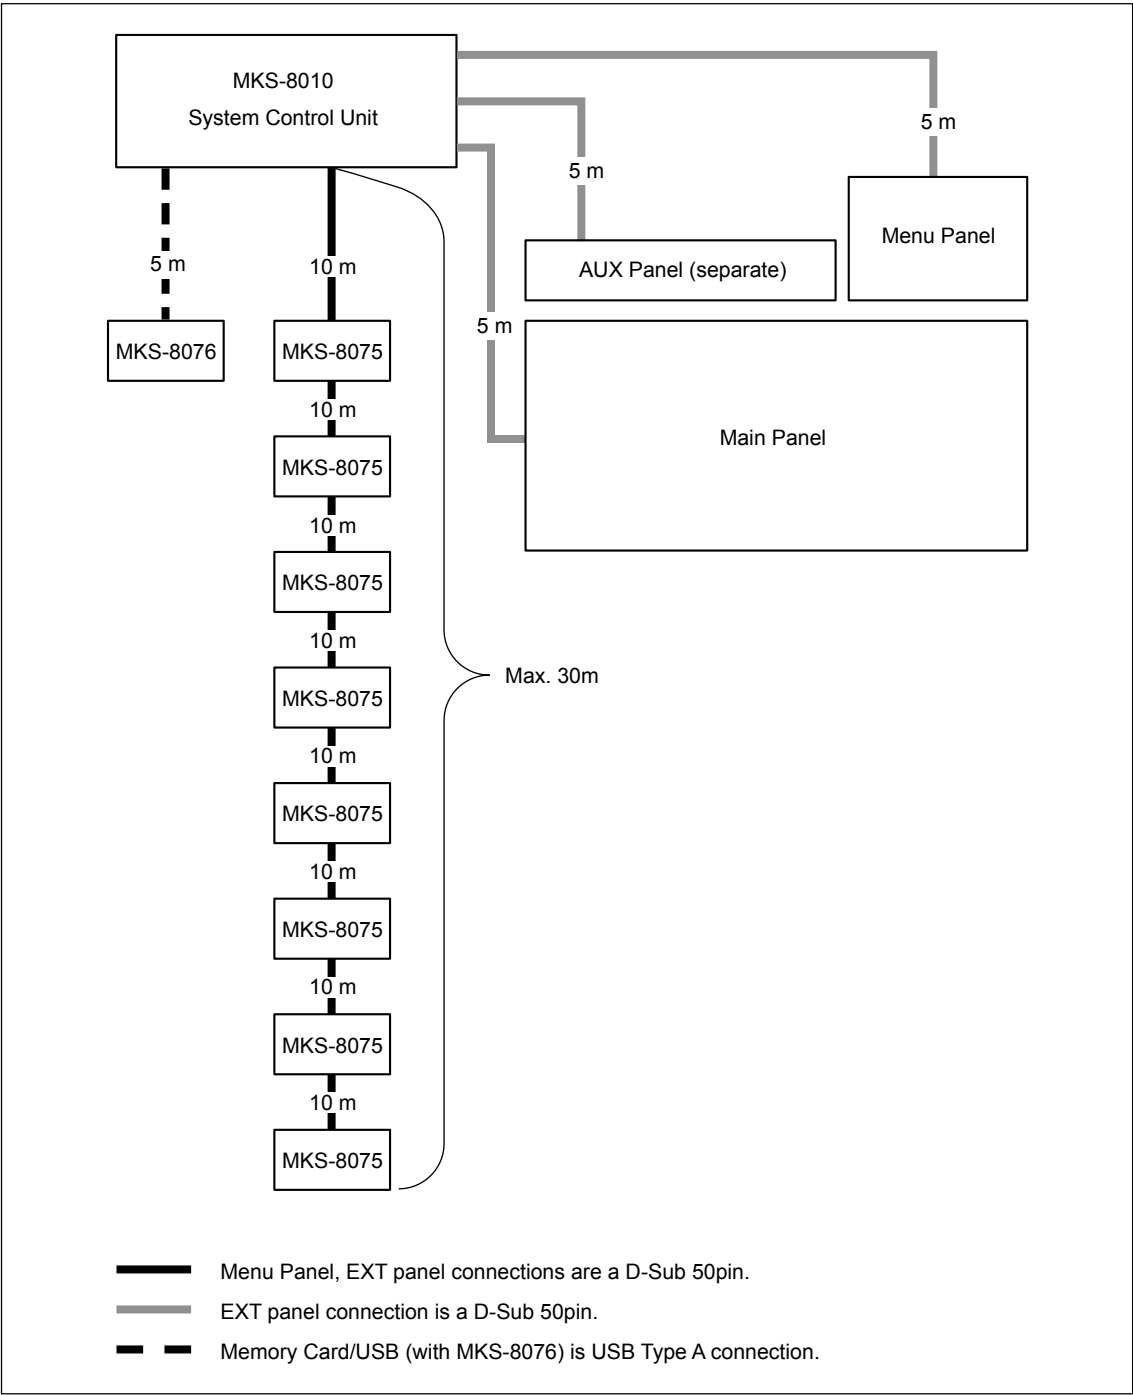 MKS-8010
System Control Unit
5 m
5 m
Menu Panel
AUX Panel (separate)
5 m
10 m
5 m
MKS-8076
MKS-8075
10 m
Main Panel
MKS-8075
10 m
MKS-8075
10 m
Max. 30m
MKS-8075
10 m
MKS-8075
10 m
MKS-8075
10 m
MKS-8075
10 m
MKS-8075
Menu Panel, EXT panel connections are a D-Sub 50pin.
EXT panel connection is a D-Sub 50pin.
Memory Card/USB (with MKS-8076) is USB Type A connection.